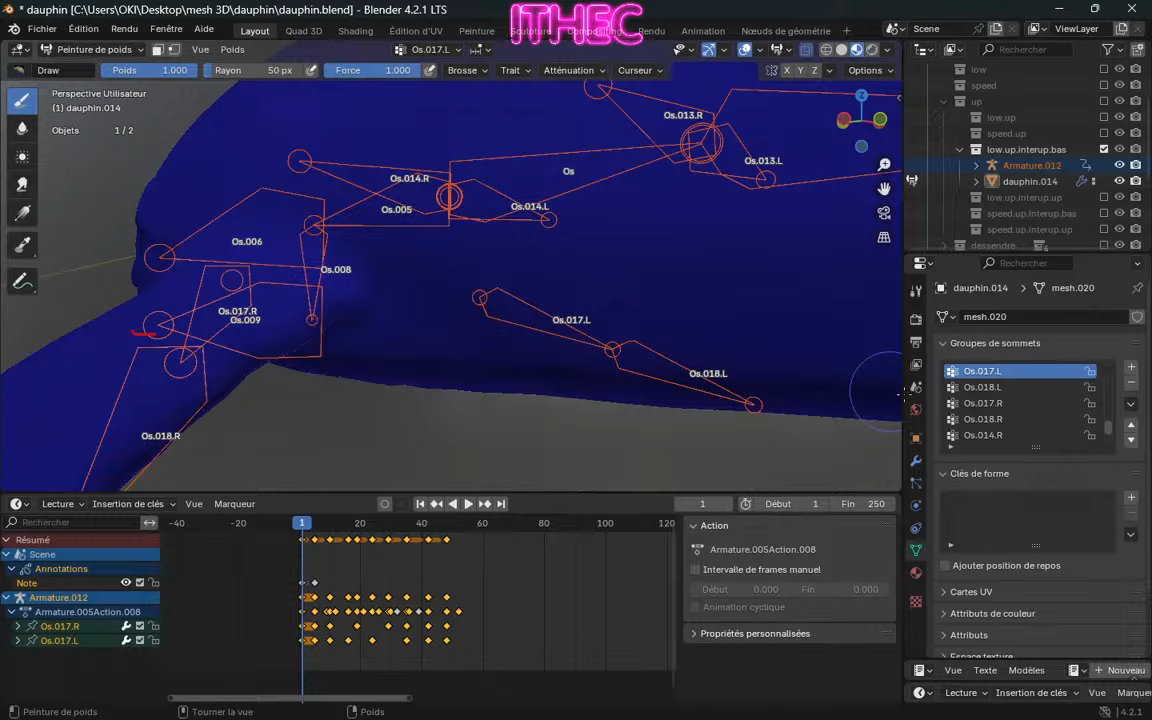 * dauphin [C:\Users\OKI\Desktop\mesh 3D\dauphin\dauphin.blend] - Blender 4.2.1 LTS
ITHEC
Fichier Édition Rendu Fenêtre Aide Layout Modeling Sculpture Shading Édition d'UV Peinture Compositing Rendu Animation Nœuds de géométrie Scene ViewLayer
Peinture de poids Vue Poids Os.017.L Rechercher
Draw Poids 1.000 Rayon 50 px Force 1.000 Brosse Trait Atténuation Curseur X Y Z Options
Perspective Utilisateur
(1) dauphin.014
Objets 1 / 2
Z
Os.013.R
Os.013.L
Os
Os.014.R
Os.005
Os.014.L
Os.006
Os.008
Os.017.R
Os.009
Os.017.L
Os.018.L
Os.018.R
low
speed
up
low.up
speed.up
low.up.interup.bas
Armature.012
dauphin.014
low.up.interup.up
speed.up.interup.bas
speed.up.interup.up
dessendre
Rechercher
dauphin.014 > mesh.020
mesh.020
Groupes de sommets
Os.017.L
Os.018.L
Os.017.R
Os.018.R
Os.014.R
Clés de forme
Ajouter position de repos
Cartes UV
Attributs de couleur
Attributs
Espace texture
Lecture Insertion de clés Vue Marqueur 1 Début 1 Fin 250
Rechercher -40 -20 1 20 40 60 80 100 120
Résumé
Scene
Annotations
Note
Armature.012
Armature.005Action.008
Os.017.R
Os.017.L
Action
Armature.005Action.008
Intervalle de frames manuel
Début 0.000 Fin 0.000
Animation cyclique
Propriétés personnalisées
Vue Texte Modèles Nouveau
Lecture Insertion de clés Vue Marque
Peinture de poids Tourner la vue Poids 4.2.1